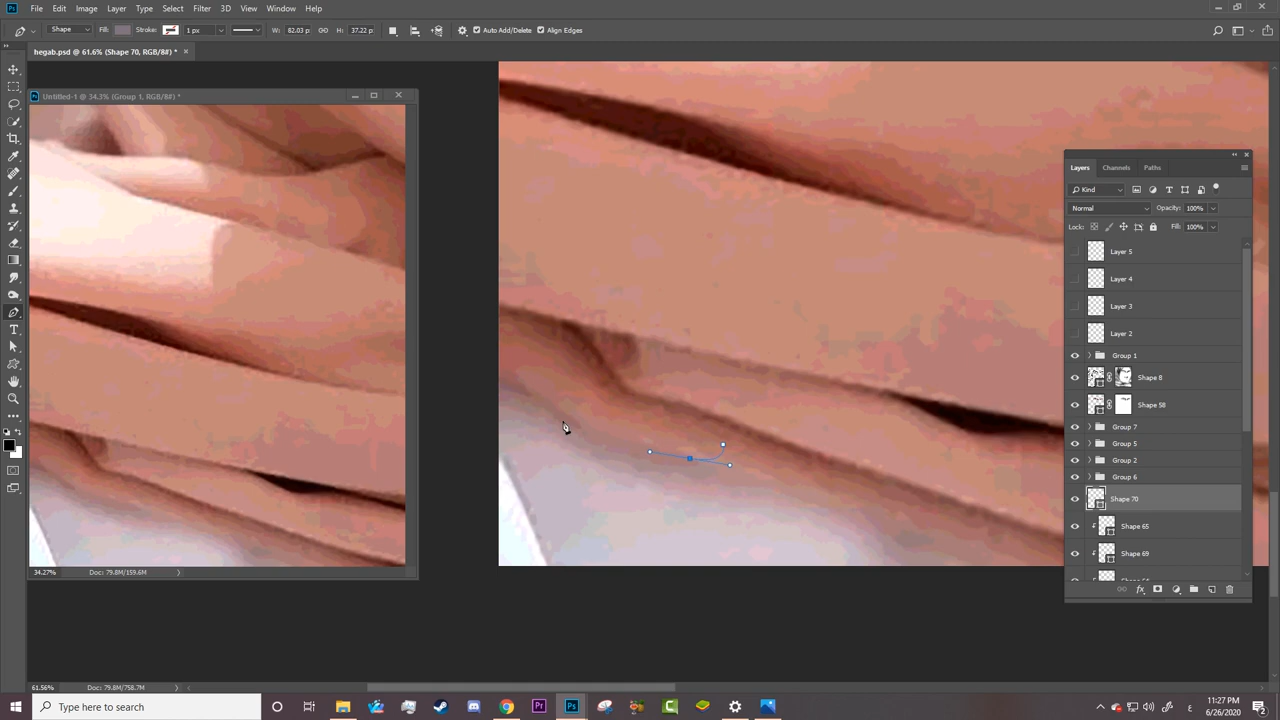 File Edit Image Layer Type Select Filter 3D View Window Help
Shape Fill: Stroke: 1 px W: 82.03 p H: 37.22 p Auto Add/Delete Align Edges
hegab.psd @ 61.6% (Shape 70, RGB/8#) * ×
Untitled-1 @ 34.3% (Group 1, RGB/8#) *
Layers Channels Paths
Kind
Normal Opacity: 100%
Lock: Fill: 100%
Layer 5
Layer 4
Layer 3
Layer 2
Group 1
Shape 8
Shape 58
Group 7
Group 5
Group 2
Group 6
Shape 70
Shape 65
Shape 69
34.27% Doc: 79.8M/159.6M
61.56% Doc: 79.8M/758.7M
Type here to search
11:27 PM
6/26/2020